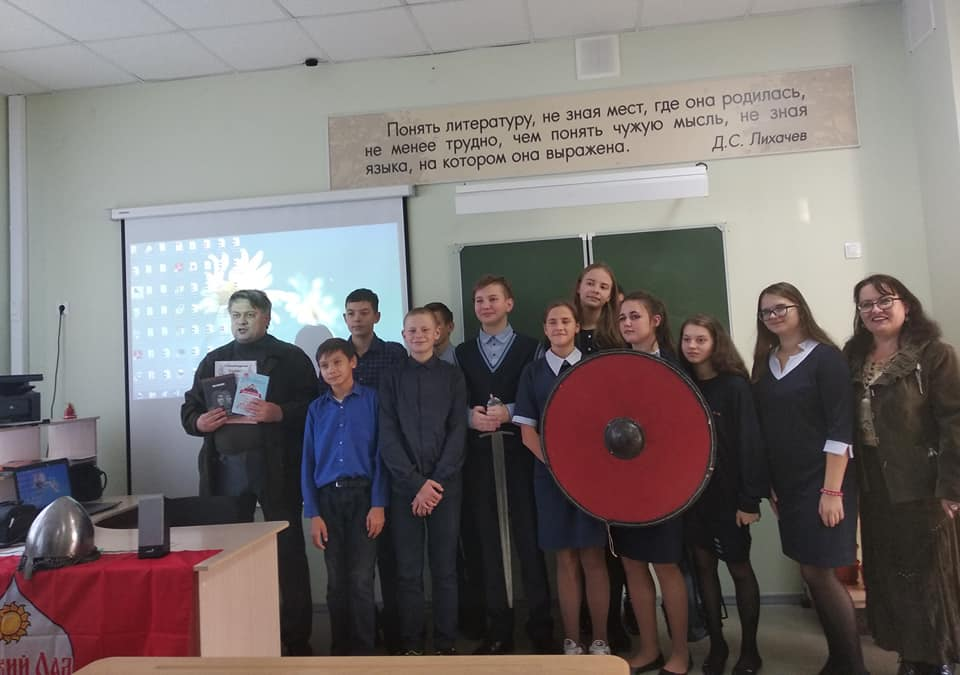 Понять литературу, не зная мест, где она родилась,
не менее трудно, чем понять чужую мысль, не зная
языка, на котором она выражена. Д.С. Лихачев